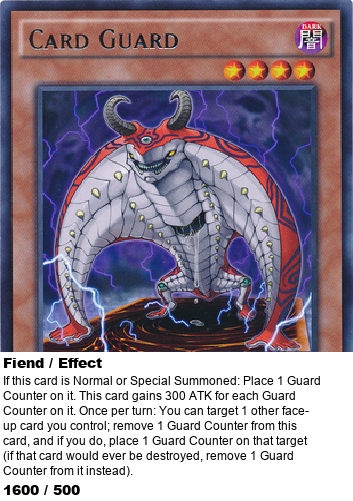 CARD GUARD
DARK
闇
Fiend / Effect
If this card is Normal or Special Summoned: Place 1 Guard
Counter on it. This card gains 300 ATK for each Guard
Counter on it. Once per turn: You can target 1 other face-
up card you control; remove 1 Guard Counter from this
card, and if you do, place 1 Guard Counter on that target
(if that card would ever be destroyed, remove 1 Guard
Counter from it instead).
1600 / 500